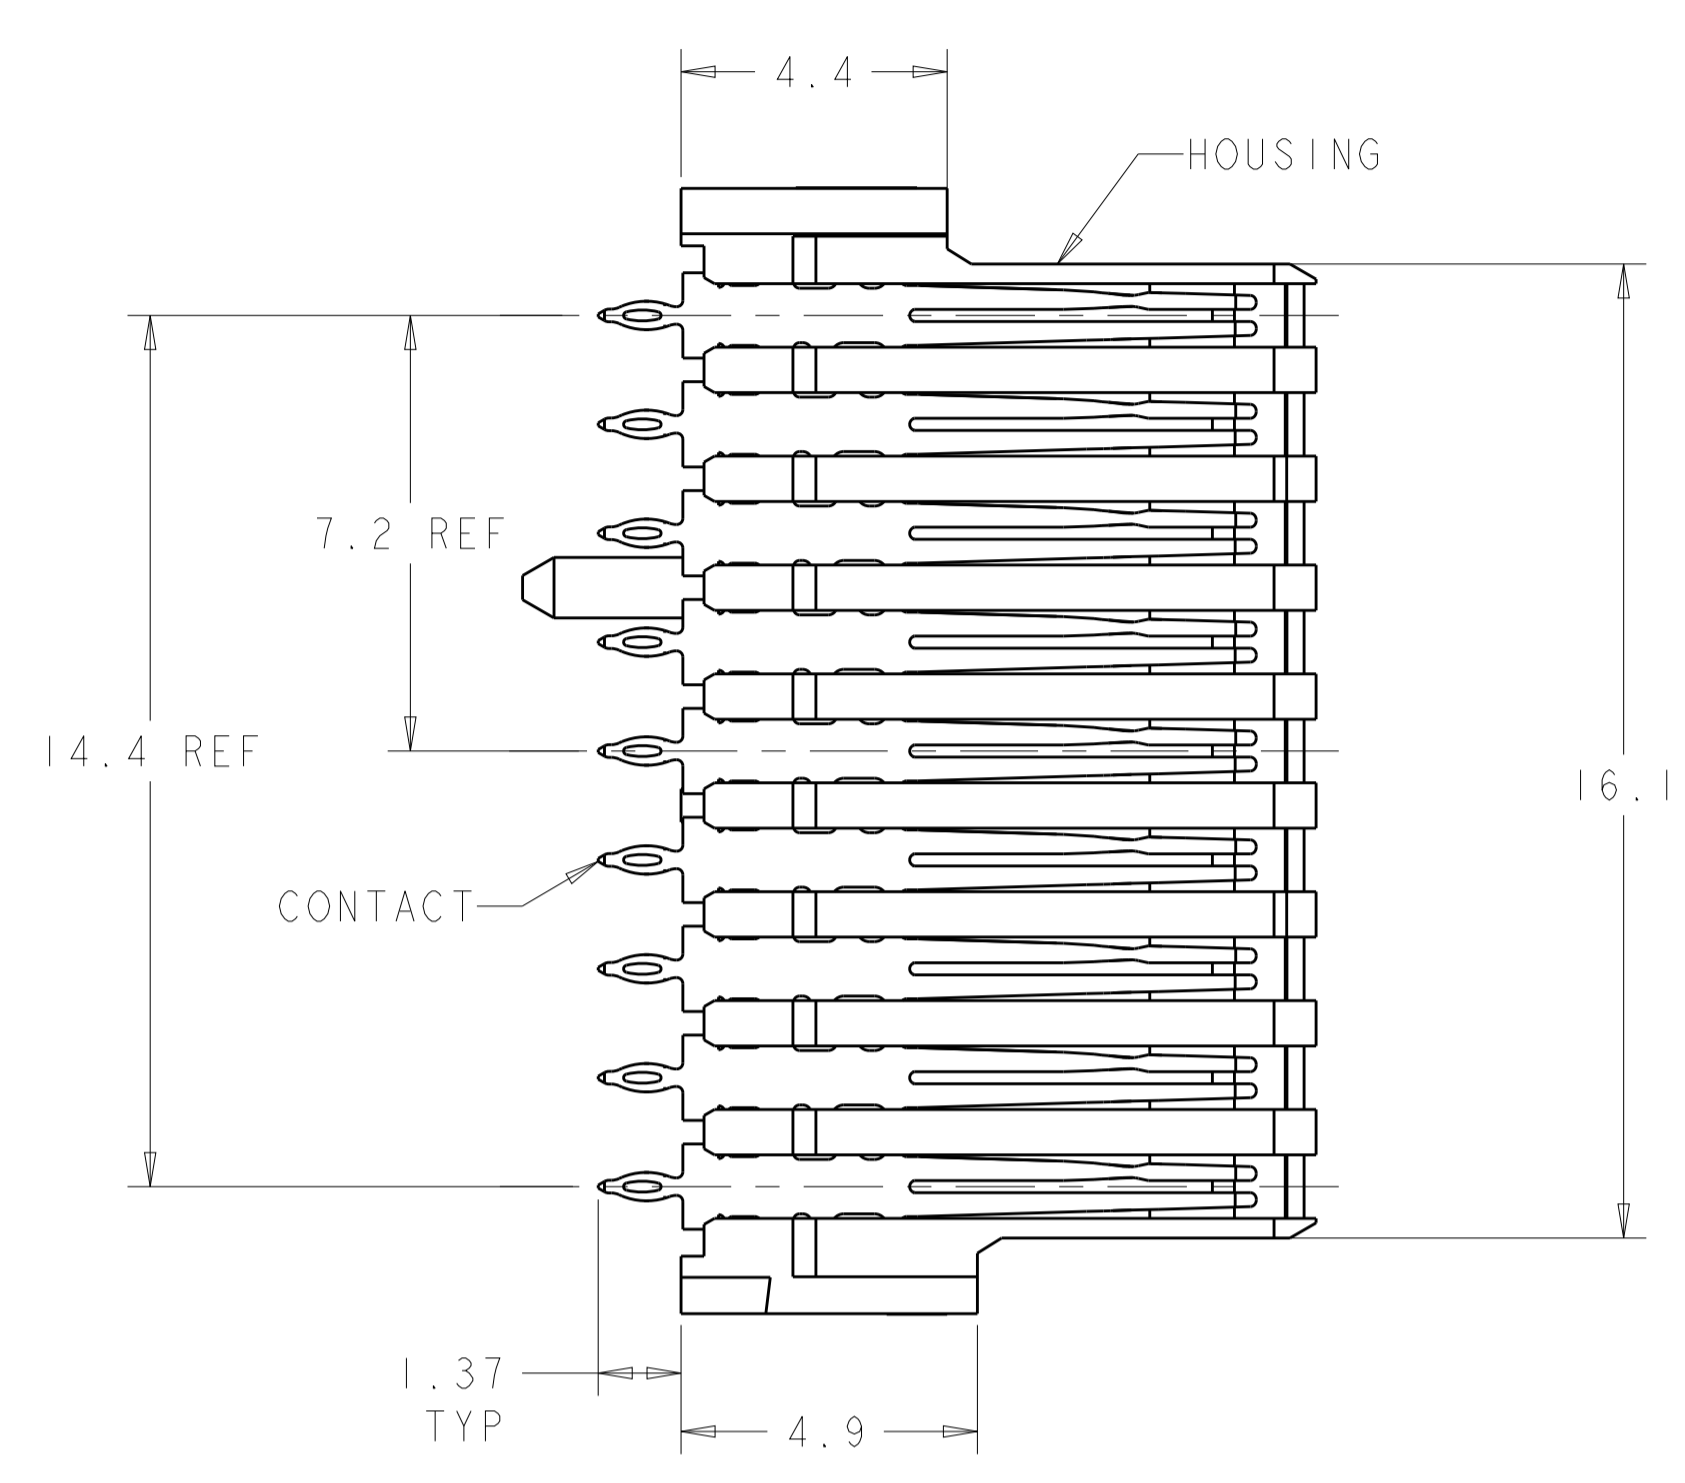 4.4
HOUSING
7.2 REF
14.4 REF
16.1
CONTACT
1.37
TYP
4.9